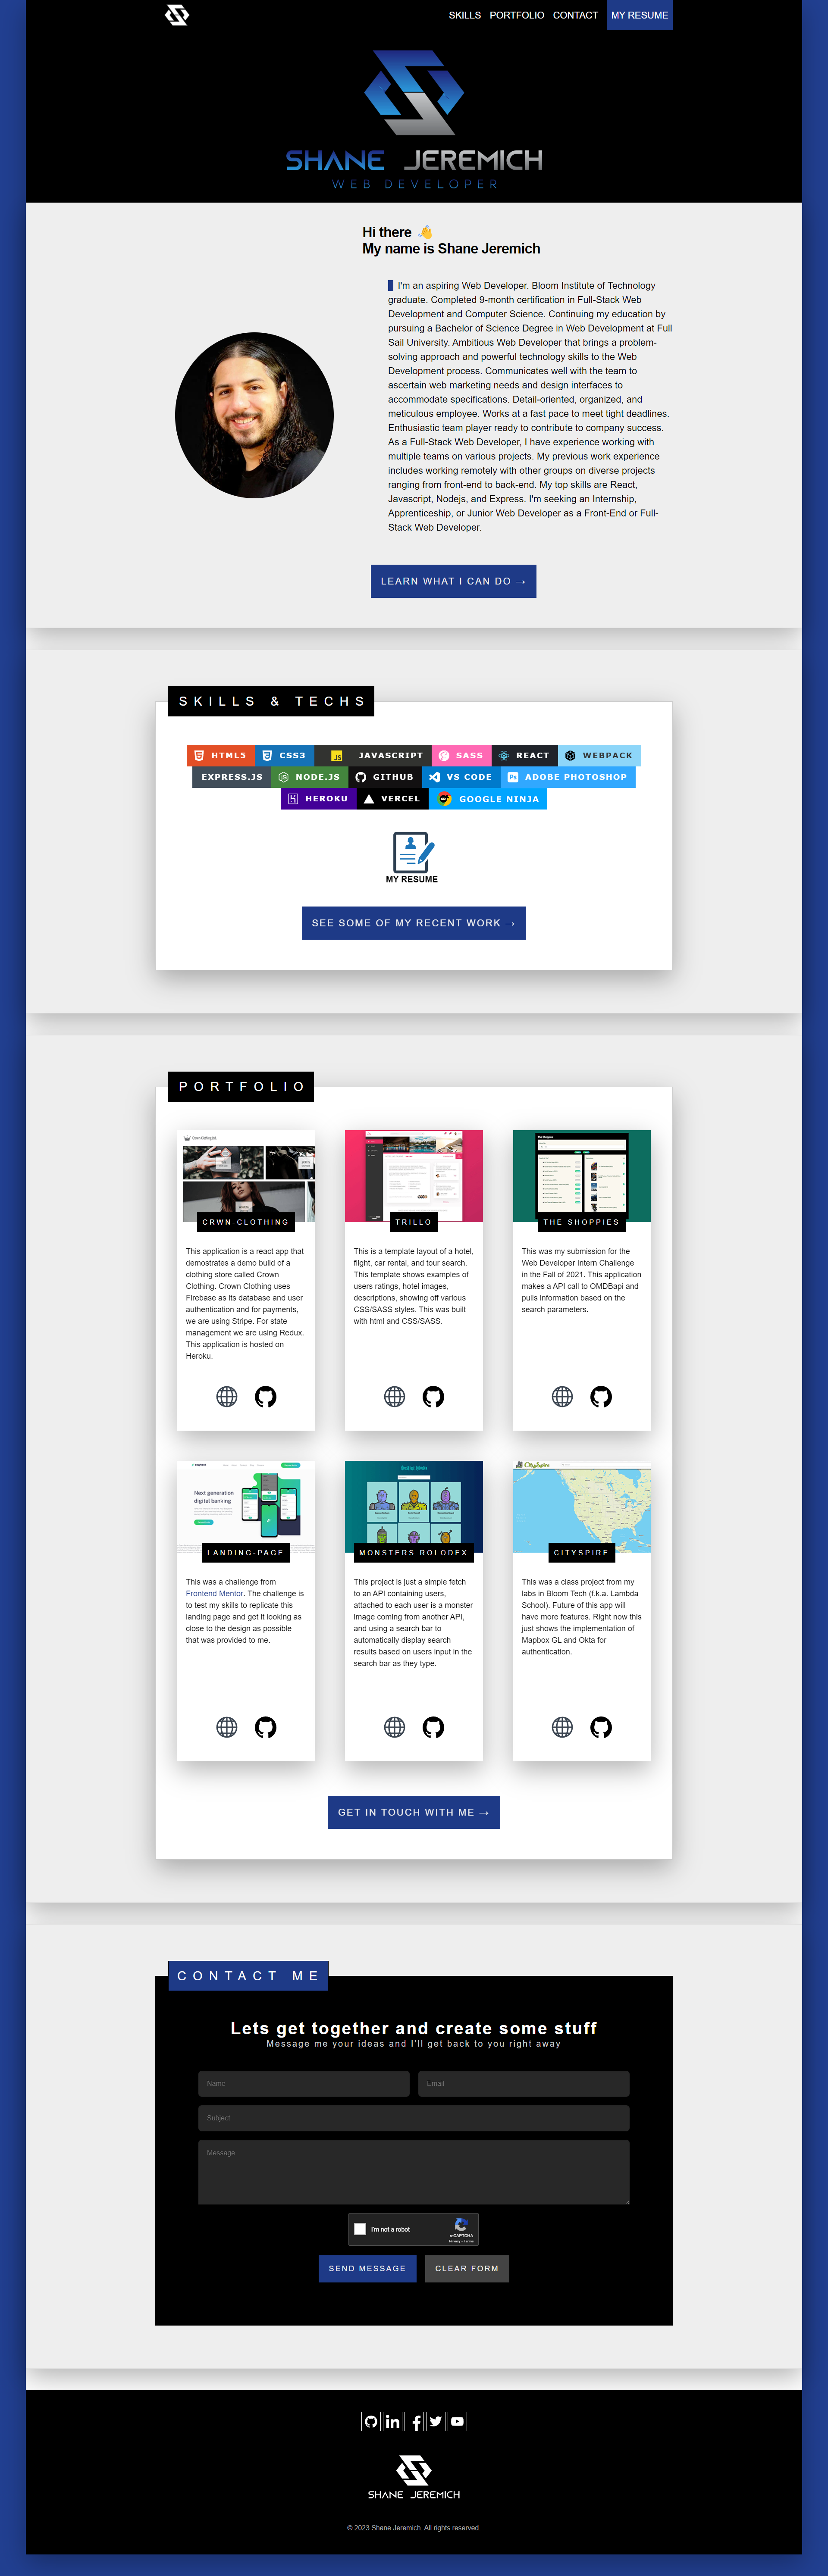 SKILLS PORTFOLIO CONTACT MY RESUME
SHANE JEREMICH
WEB DEVELOPER
Hi there 👋
My name is Shane Jeremich
I'm an aspiring Web Developer. Bloom Institute of Technology
graduate. Completed 9-month certification in Full-Stack Web
Development and Computer Science. Continuing my education by
pursuing a Bachelor of Science Degree in Web Development at Full
Sail University. Ambitious Web Developer that brings a problem-
solving approach and powerful technology skills to the Web
Development process. Communicates well with the team to
ascertain web marketing needs and design interfaces to
accommodate specifications. Detail-oriented, organized, and
meticulous employee. Works at a fast pace to meet tight deadlines.
Enthusiastic team player ready to contribute to company success.
As a Full-Stack Web Developer, I have experience working with
multiple teams on various projects. My previous work experience
includes working remotely with other groups on diverse projects
ranging from front-end to back-end. My top skills are React,
Javascript, Nodejs, and Express. I'm seeking an Internship,
Apprenticeship, or Junior Web Developer as a Front-End or Full-
Stack Web Developer.
LEARN WHAT I CAN DO →
SKILLS & TECHS
HTML5 CSS3 JS JAVASCRIPT SASS REACT WEBPACK
EXPRESS.JS NODE.JS GITHUB VS CODE Ps ADOBE PHOTOSHOP
HEROKU VERCEL GOOGLE NINJA
MY RESUME
SEE SOME OF MY RECENT WORK →
PORTFOLIO
CRWN-CLOTHING
This application is a react app that
demostrates a demo build of a
clothing store called Crown
Clothing. Crown Clothing uses
Firebase as its database and user
authentication and for payments,
we are using Stripe. For state
management we are using Redux.
This application is hosted on
Heroku.
TRILLO
This is a template layout of a hotel,
flight, car rental, and tour search.
This template shows examples of
users ratings, hotel images,
descriptions, showing off various
CSS/SASS styles. This was built
with html and CSS/SASS.
The Shoppies
THE SHOPPIES
This was my submission for the
Web Developer Intern Challenge
in the Fall of 2021. This application
makes a API call to OMDBapi and
pulls information based on the
search parameters.
Next generation
digital banking
LANDING-PAGE
This was a challenge from
Frontend Mentor. The challenge is
to test my skills to replicate this
landing page and get it looking as
close to the design as possible
that was provided to me.
MONSTERS ROLODEX
This project is just a simple fetch
to an API containing users,
attached to each user is a monster
image coming from another API,
and using a search bar to
automatically display search
results based on users input in the
search bar as they type.
CitySpire
CITYSPIRE
This was a class project from my
labs in Bloom Tech (f.k.a. Lambda
School). Future of this app will
have more features. Right now this
just shows the implementation of
Mapbox GL and Okta for
authentication.
GET IN TOUCH WITH ME →
CONTACT ME
Lets get together and create some stuff
Message me your ideas and I'll get back to you right away
Name Email
Subject
Message
I'm not a robot
reCAPTCHA
Privacy - Terms
SEND MESSAGE CLEAR FORM
SHANE JEREMICH
© 2023 Shane Jeremich. All rights reserved.